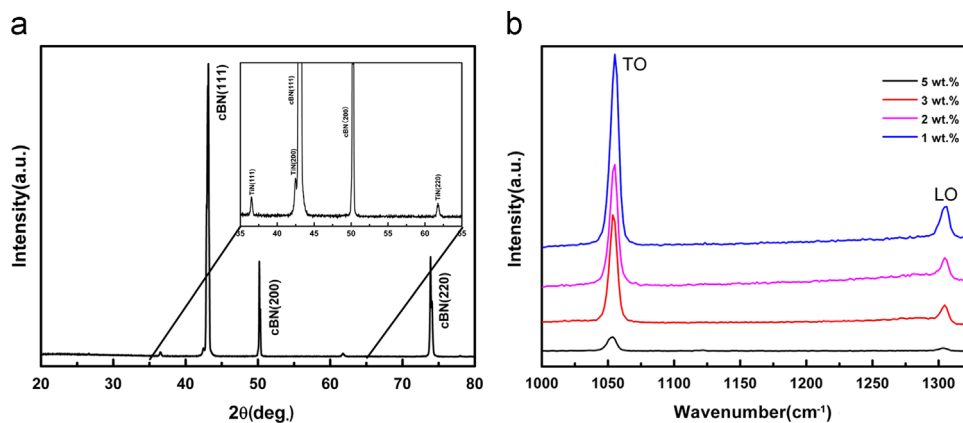 a
Intensity(a.u.)
cBN(111)
cBN(200)
cBN(220)
TiN(111)
TiN(200)
cBN(111)
cBN(200)
TiN(220)
35 40 45 50 55 60 65
20 30 40 50 60 70 80
2θ(deg.)
b
Intensity(a.u.)
TO
LO
5 wt.%
3 wt.%
2 wt.%
1 wt.%
1000 1050 1100 1150 1200 1250 1300
Wavenumber(cm⁻¹)